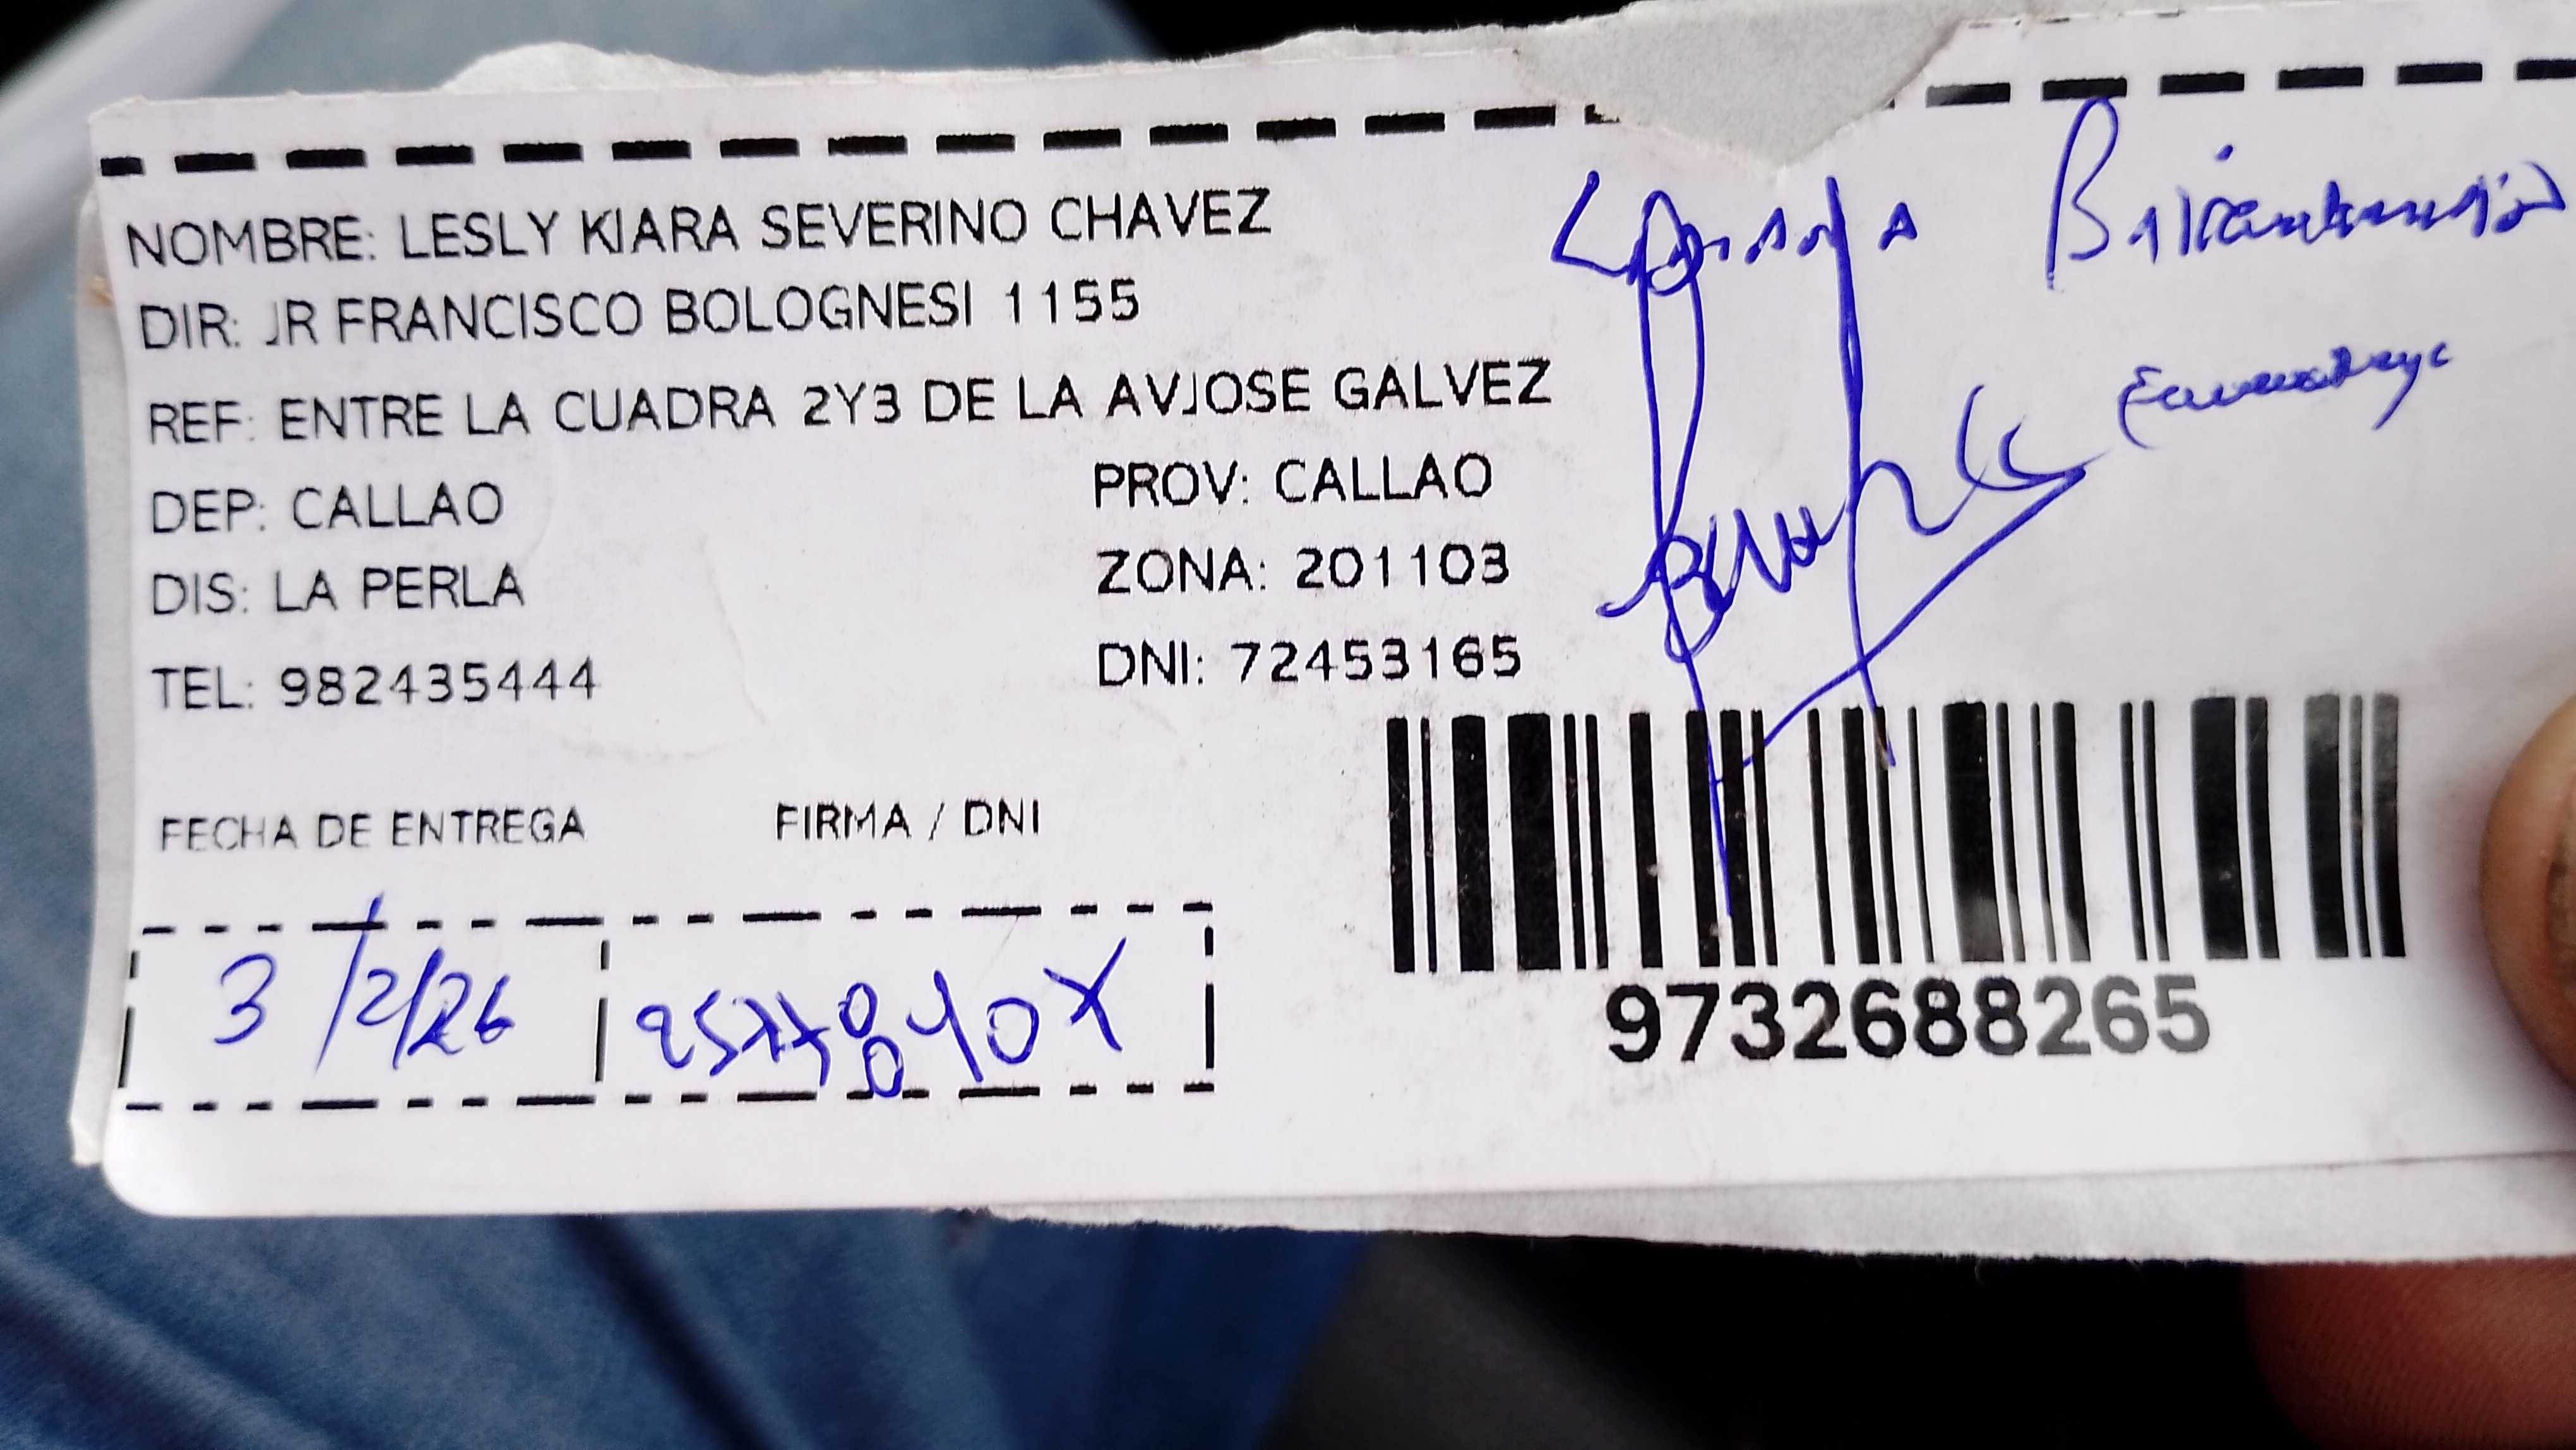 NOMBRE: LESLY KIARA SEVERINO CHAVEZ
DIR: JR FRANCISCO BOLOGNESI 1155
REF: ENTRE LA CUADRA 2Y3 DE LA AVJOSE GALVEZ
DEP: CALLAO PROV: CALLAO
DIS: LA PERLA ZONA: 201103
TEL: 982435444 DNI: 72453165
FECHA DE ENTREGA FIRMA / DNI
3/2/26
9732688265